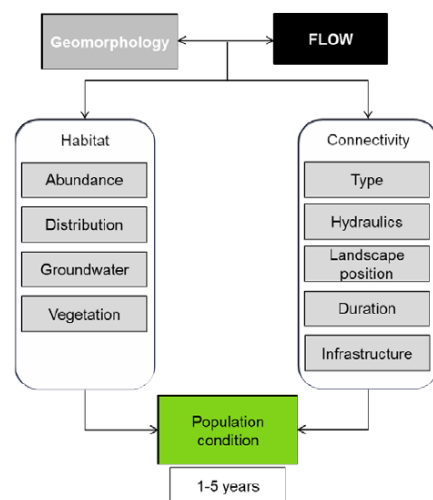 Geomorphology
FLOW
Habitat
Abundance
Distribution
Groundwater
Vegetation
Connectivity
Type
Hydraulics
Landscape
position
Duration
Infrastructure
Population
condition
1-5 years